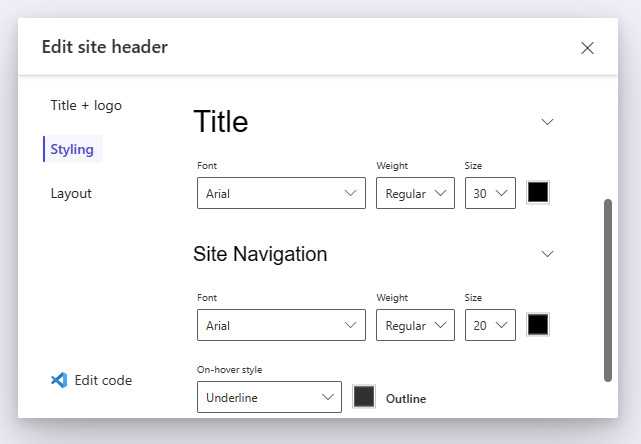 Edit site header
Title + logo
Styling
Layout
Edit code
Title
Font Weight Size
Arial Regular 30
Site Navigation
Font Weight Size
Arial Regular 20
On-hover style
Underline Outline